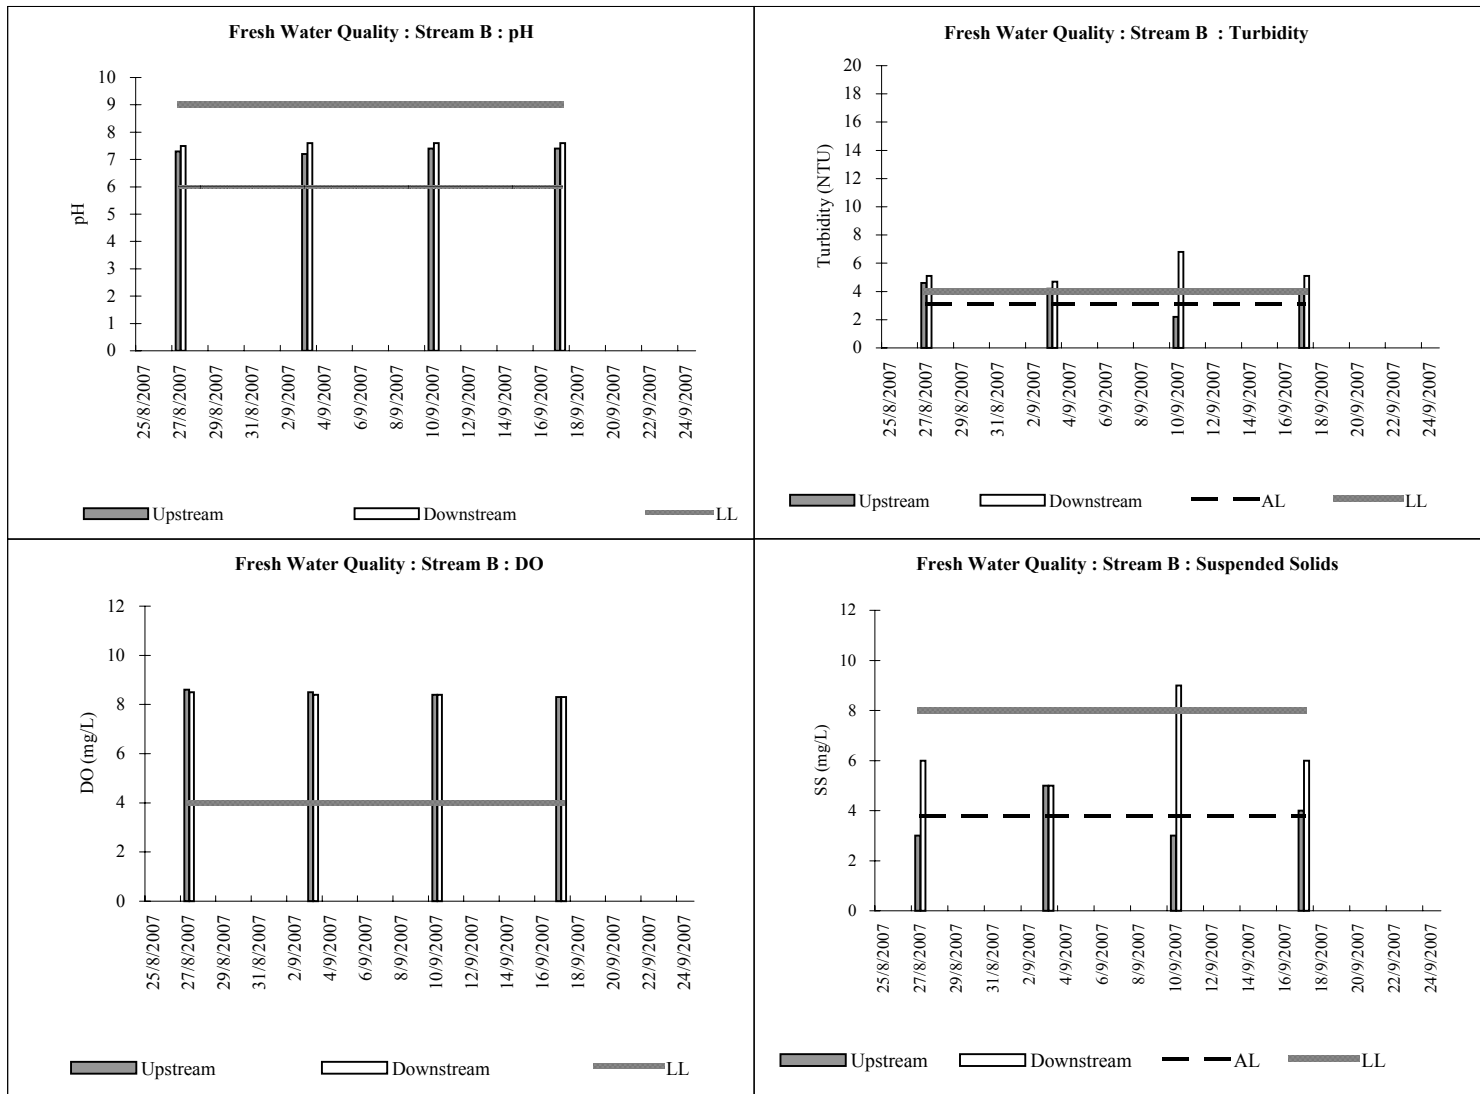 Fresh Water Quality : Stream B : pH
10
9
8
7
6
5
4
3
2
1
0
pH
25/8/2007 27/8/2007 29/8/2007 31/8/2007 2/9/2007 4/9/2007 6/9/2007 8/9/2007 10/9/2007 12/9/2007 14/9/2007 16/9/2007 18/9/2007 20/9/2007 22/9/2007 24/9/2007
Upstream Downstream LL
Fresh Water Quality : Stream B : Turbidity
20
18
16
14
12
10
8
6
4
2
0
Turbidity (NTU)
25/8/2007 27/8/2007 29/8/2007 31/8/2007 2/9/2007 4/9/2007 6/9/2007 8/9/2007 10/9/2007 12/9/2007 14/9/2007 16/9/2007 18/9/2007 20/9/2007 22/9/2007 24/9/2007
Upstream Downstream AL LL
Fresh Water Quality : Stream B : DO
12
10
8
6
4
2
0
DO (mg/L)
25/8/2007 27/8/2007 29/8/2007 31/8/2007 2/9/2007 4/9/2007 6/9/2007 8/9/2007 10/9/2007 12/9/2007 14/9/2007 16/9/2007 18/9/2007 20/9/2007 22/9/2007 24/9/2007
Upstream Downstream LL
Fresh Water Quality : Stream B : Suspended Solids
12
10
8
6
4
2
0
SS (mg/L)
25/8/2007 27/8/2007 29/8/2007 31/8/2007 2/9/2007 4/9/2007 6/9/2007 8/9/2007 10/9/2007 12/9/2007 14/9/2007 16/9/2007 18/9/2007 20/9/2007 22/9/2007 24/9/2007
Upstream Downstream AL LL